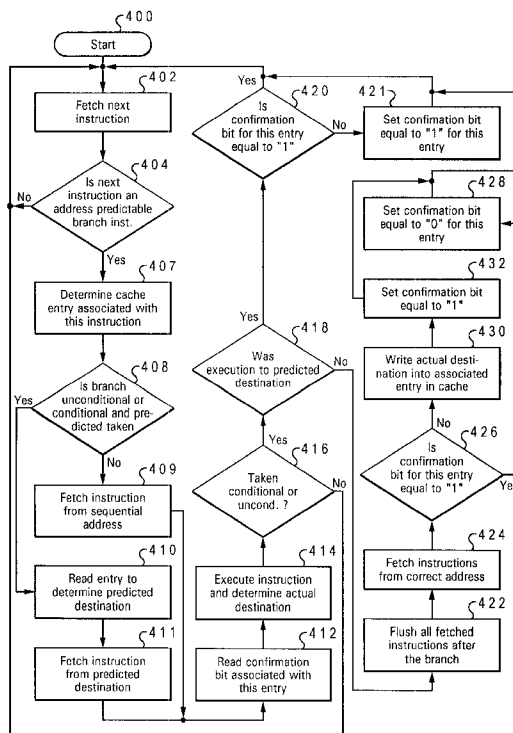 400
Start
402
Fetch next
instruction
404
Is next
instruction an
address predictable
branch inst.
No
Yes
407
Determine cache
entry associated with
this instruction
408
Is branch
unconditional or
conditional and pre-
dicted taken
Yes
No
409
Fetch instruction
from sequential
address
410
Read entry to
determine predicted
destination
411
Fetch instruction
from predicted
destination
412
Read confirmation
bit associated with
this entry
414
Execute instruction
and determine actual
destination
416
Taken
conditional or
uncond. ?
Yes
No
418
Was
execution to predicted
destination
Yes
No
420
Is
confirmation
bit for this entry
equal to "1"
Yes
No
421
Set confimation bit
equal to "1" for this
entry
428
Set confimation bit
equal to "0" for this
entry
432
Set confimation bit
equal to "1"
430
Write actual desti-
nation into associated
entry in cache
426
Is
confirmation
bit for this entry
equal to "1"
No
Yes
424
Fetch instructions
from correct address
422
Flush all fetched
instructions after
the branch